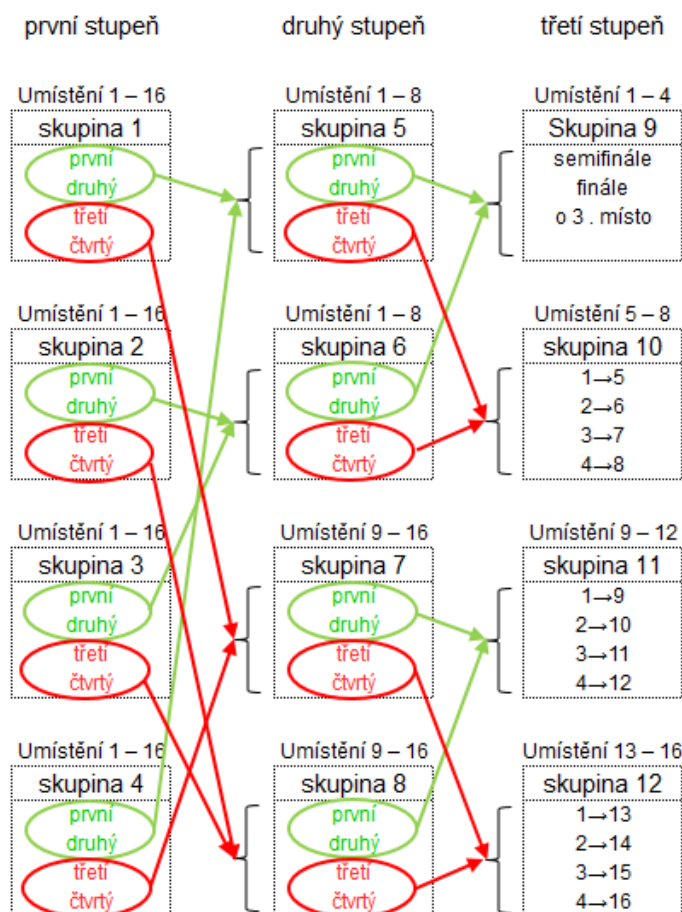 první stupeň
druhý stupeň
třetí stupeň
Umístění 1 – 16
skupina 1
první
druhý
třetí
čtvrtý
Umístění 1 – 8
skupina 5
první
druhý
třetí
čtvrtý
Umístění 1 – 4
Skupina 9
semifinále
finále
o 3 . místo
Umístění 1 – 16
skupina 2
první
druhý
třetí
čtvrtý
Umístění 1 – 8
skupina 6
první
druhý
třetí
čtvrtý
Umístění 5 – 8
skupina 10
1→5
2→6
3→7
4→8
Umístění 1 – 16
skupina 3
první
druhý
třetí
čtvrtý
Umístění 9 – 16
skupina 7
první
druhý
třetí
čtvrtý
Umístění 9 – 12
skupina 11
1→9
2→10
3→11
4→12
Umístění 1 – 16
skupina 4
první
druhý
třetí
čtvrtý
Umístění 9 – 16
skupina 8
první
druhý
třetí
čtvrtý
Umístění 13 – 16
skupina 12
1→13
2→14
3→15
4→16